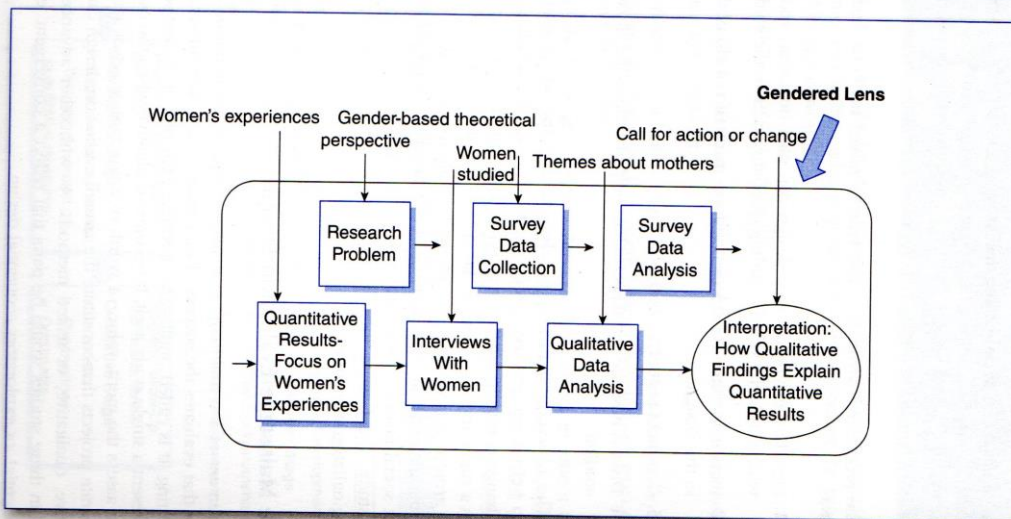 Gendered Lens
Women's experiences
Gender-based theoretical
perspective
Women
studied
Themes about mothers
Call for action or change
Research
Problem
Survey
Data
Collection
Survey
Data
Analysis
Quantitative
Results-
Focus on
Women's
Experiences
Interviews
With
Women
Qualitative
Data
Analysis
Interpretation:
How Qualitative
Findings Explain
Quantitative
Results